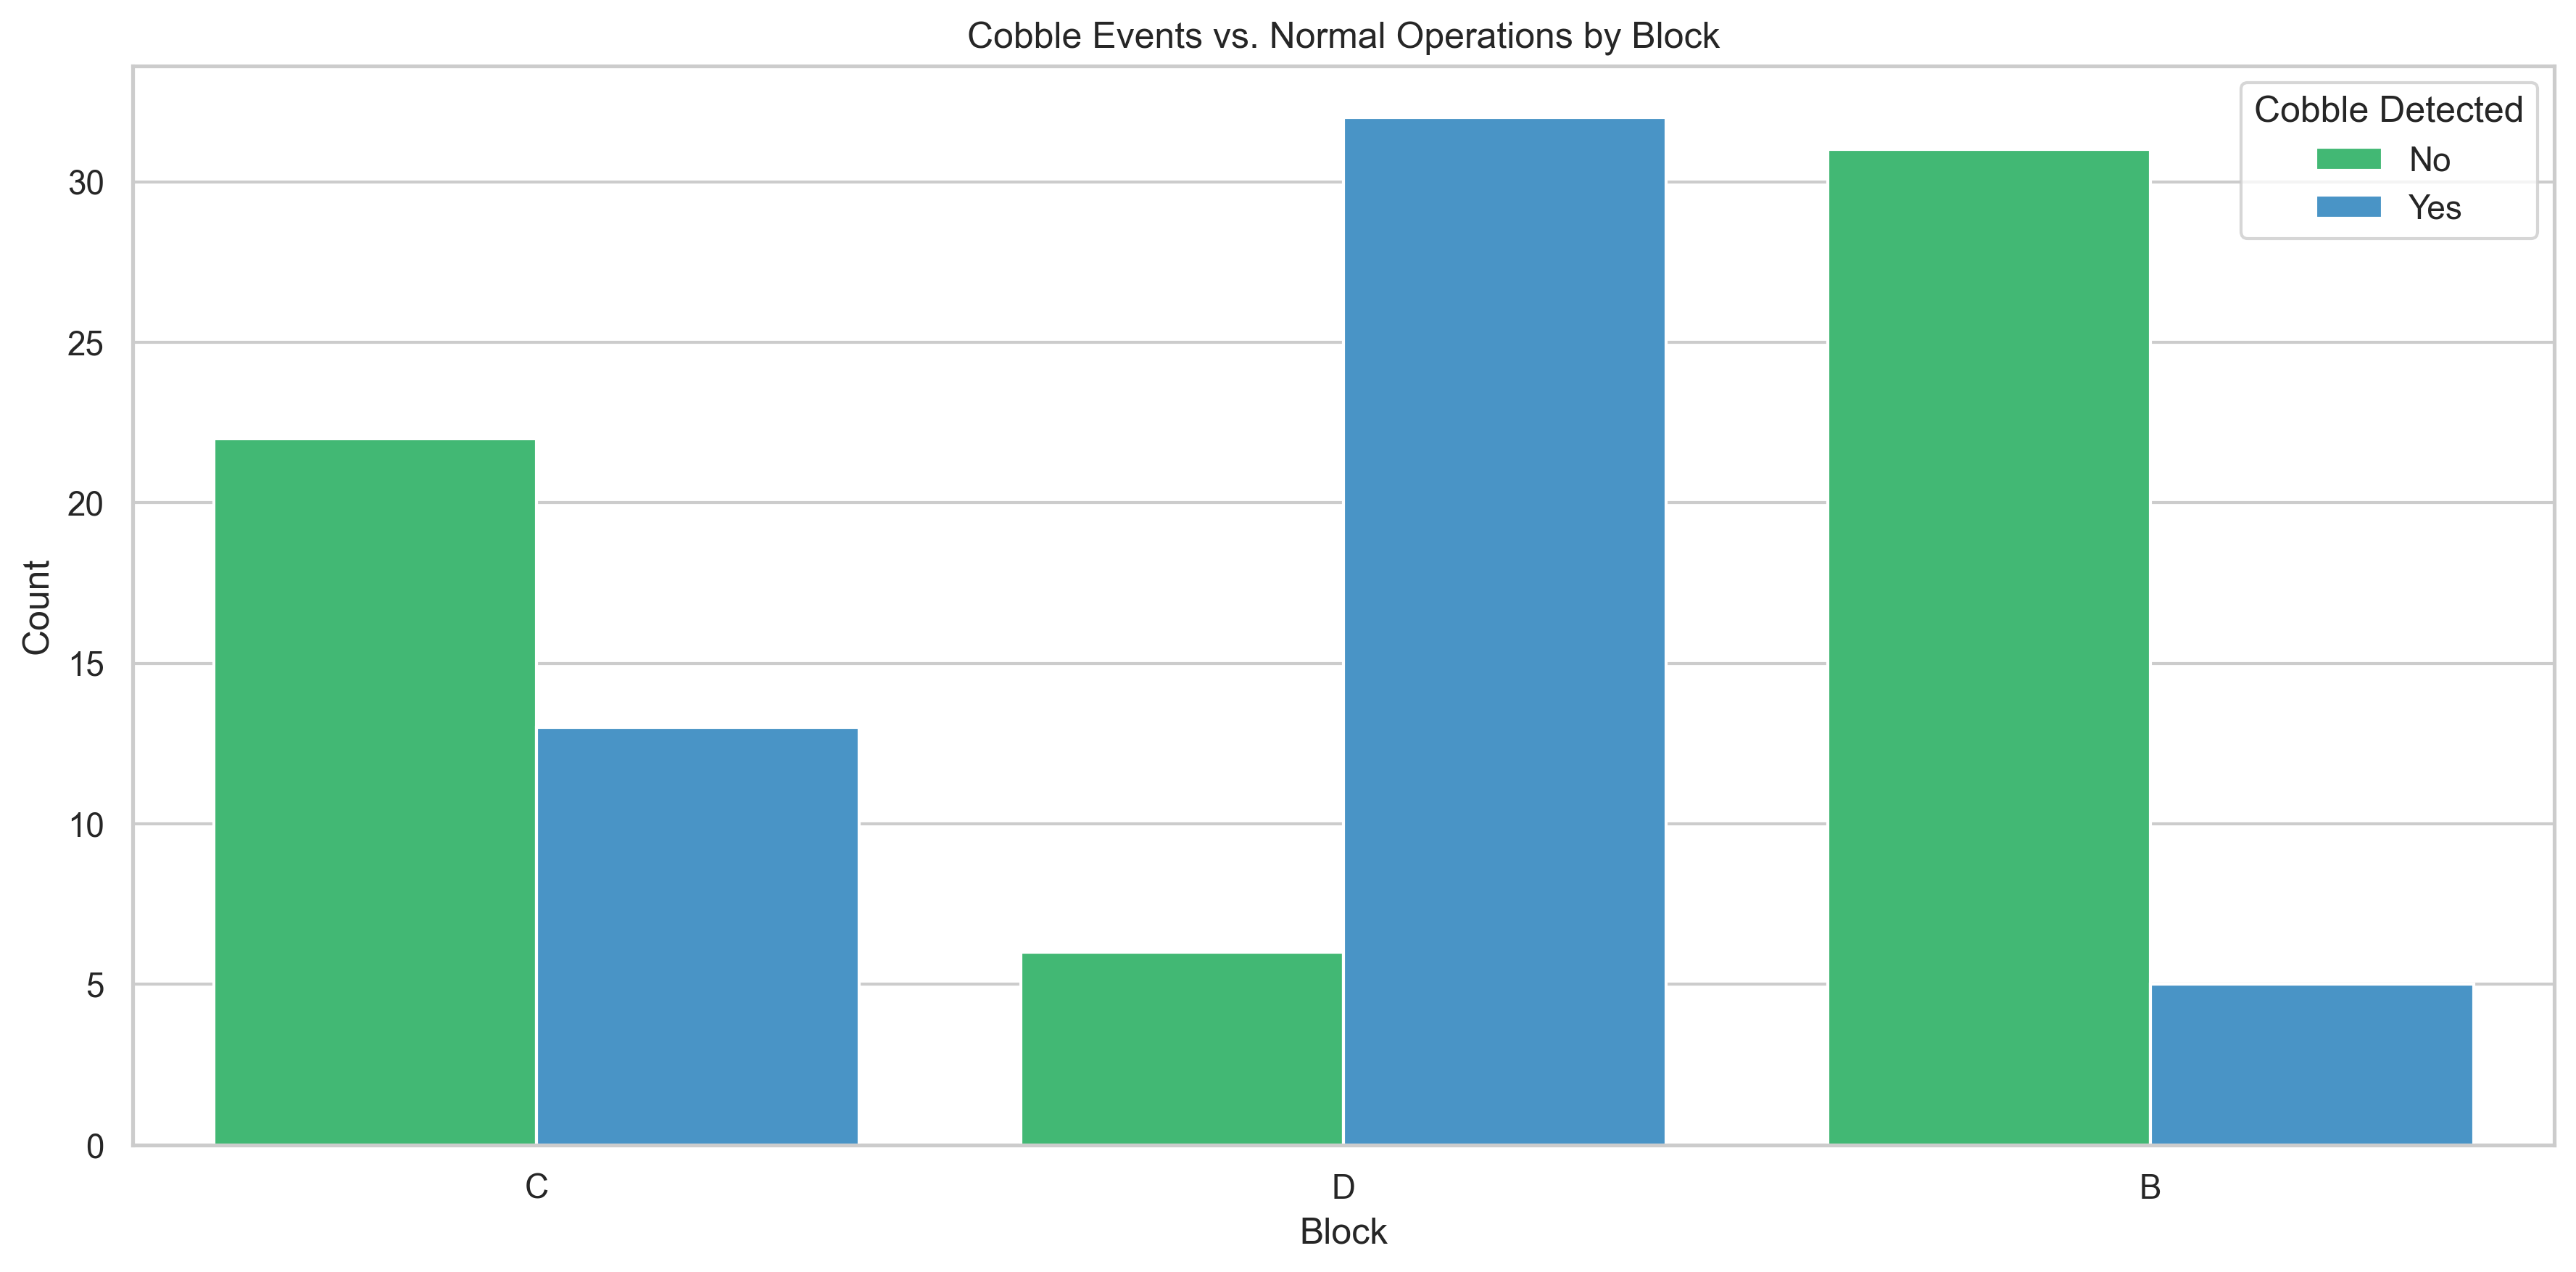 Cobble Events vs. Normal Operations by Block
Cobble Detected
No
Yes
30
25
20
15
10
5
0
Count
C D B
Block